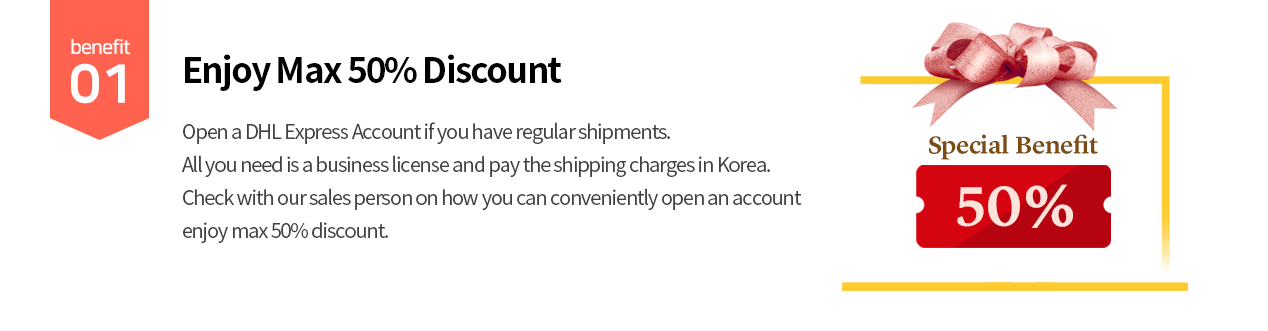 benefit
01
Enjoy Max 50% Discount
Open a DHL Express Account if you have regular shipments.
All you need is a business license and pay the shipping charges in Korea.
Check with our sales person on how you can conveniently open an account
enjoy max 50% discount.
Special Benefit
50%